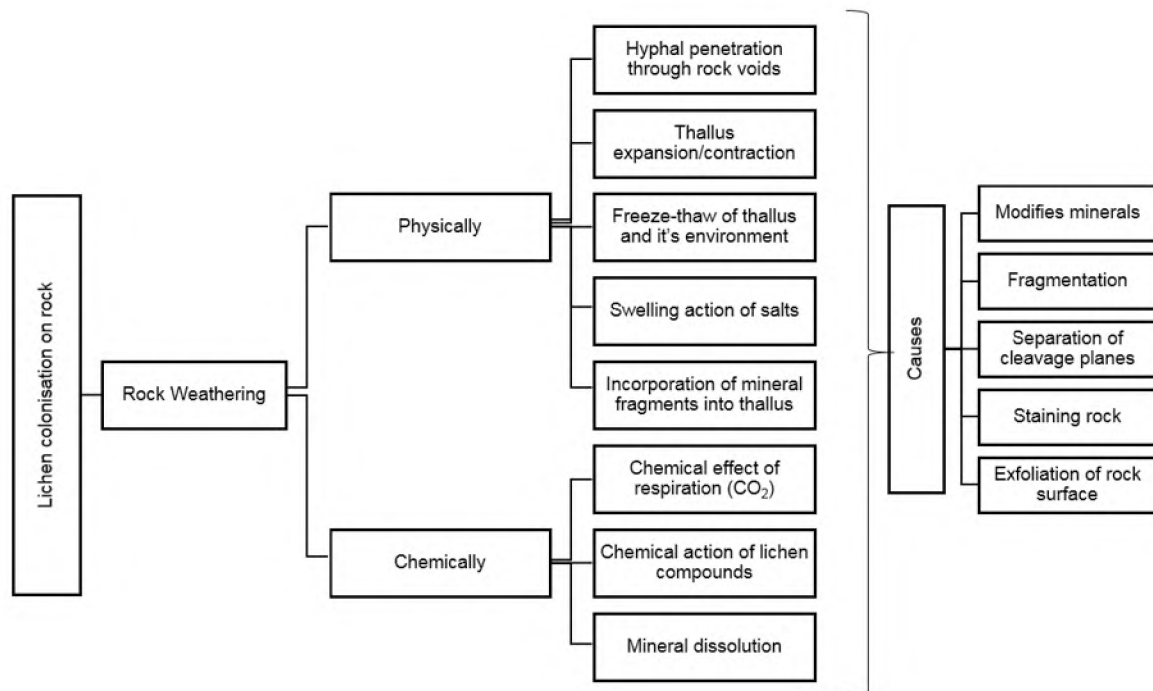 Lichen colonisation on rock
Rock Weathering
Physically
Hyphal penetration
through rock voids
Thallus
expansion/contraction
Freeze-thaw of thallus
and it's environment
Swelling action of salts
Incorporation of mineral
fragments into thallus
Chemically
Chemical effect of
respiration (CO₂)
Chemical action of lichen
compounds
Mineral dissolution
Causes
Modifies minerals
Fragmentation
Separation of
cleavage planes
Staining rock
Exfoliation of rock
surface